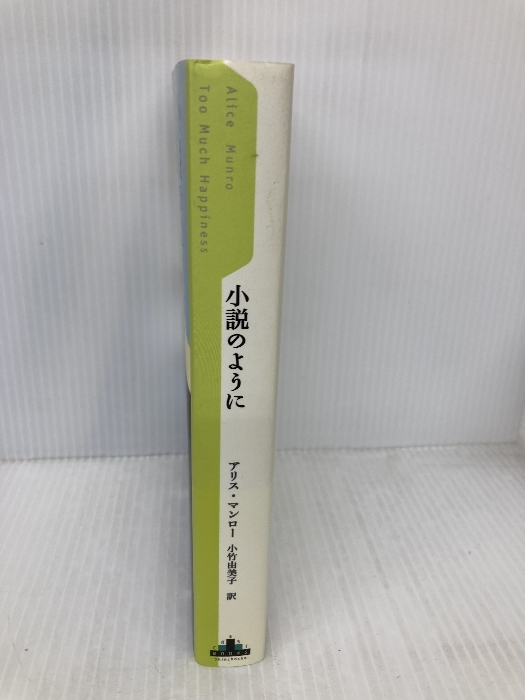 Alice Munro
Too Much Happiness
小説のように
アリス・マンロー
小竹由美子 訳
SHINCHOSHA